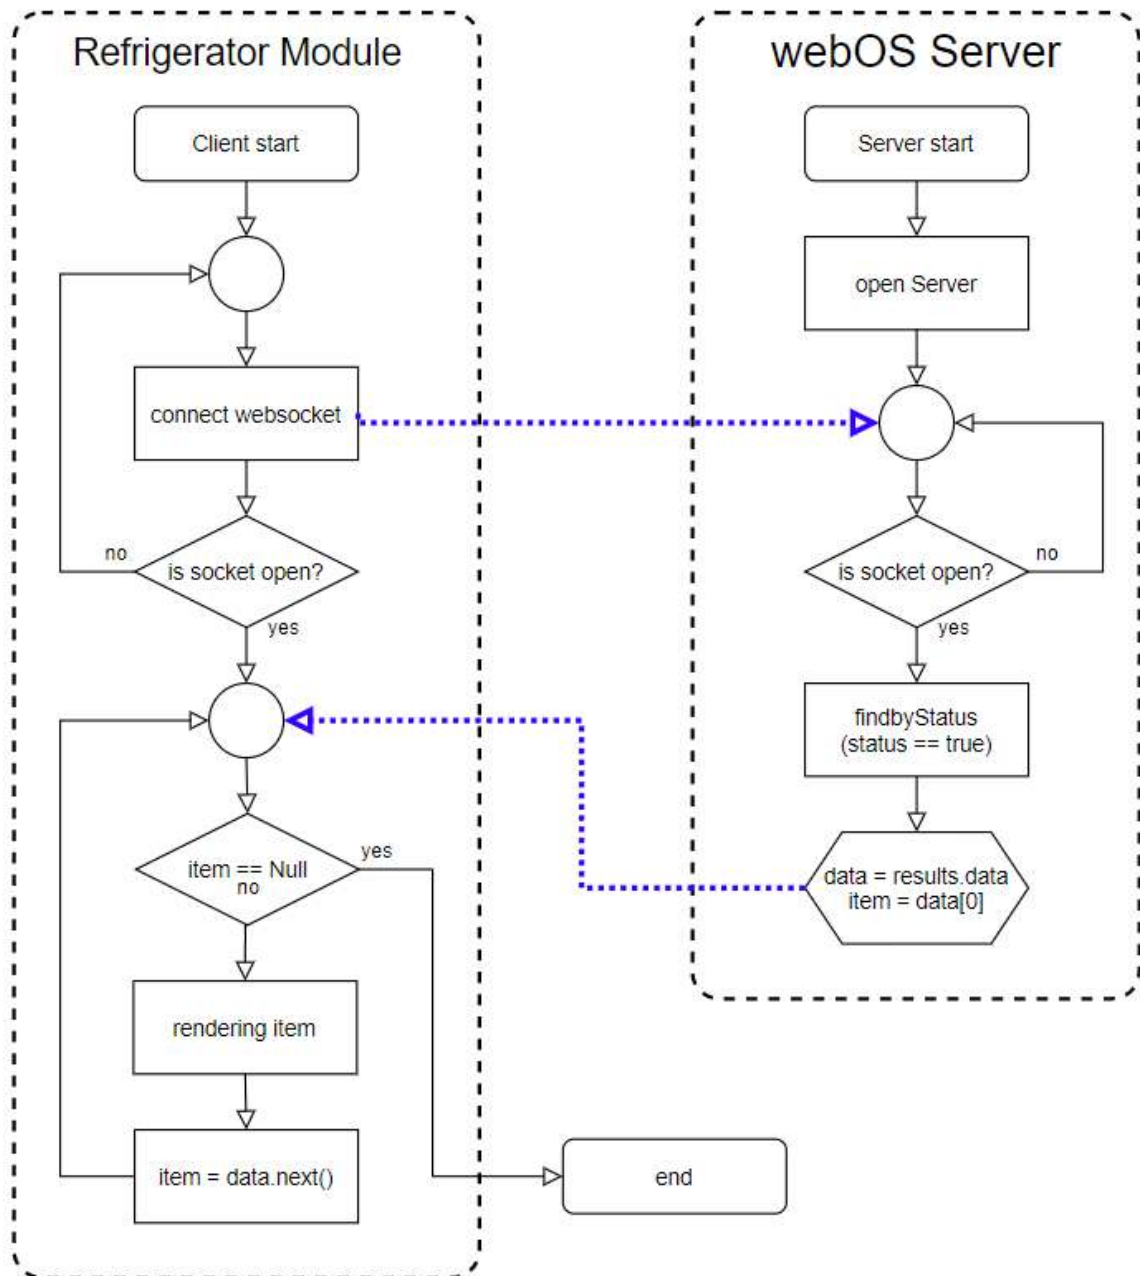 Refrigerator Module
Client start
connect websocket
no
is socket open?
yes
item == Null
no
yes
rendering item
item = data.next()
end
webOS Server
Server start
open Server
is socket open?
no
yes
findbyStatus
(status == true)
data = results.data
item = data[0]